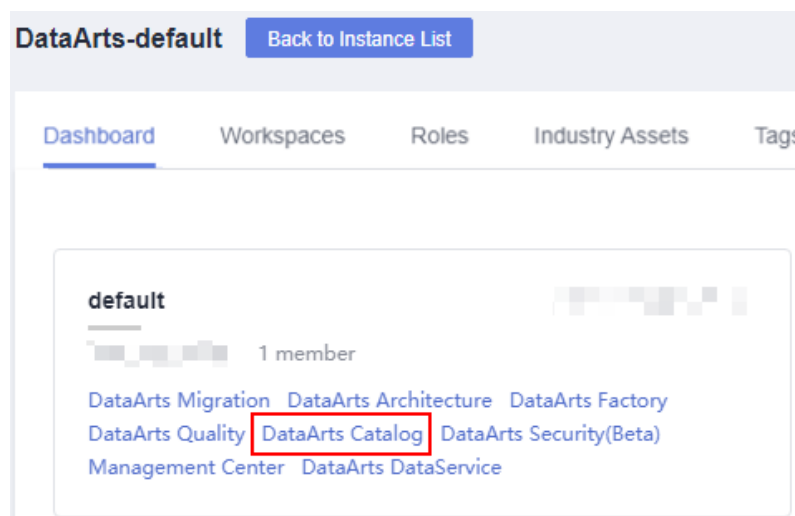 DataArts-default Back to Instance List
Dashboard Workspaces Roles Industry Assets Tags
default
1 member
DataArts Migration DataArts Architecture DataArts Factory
DataArts Quality DataArts Catalog DataArts Security(Beta)
Management Center DataArts DataService